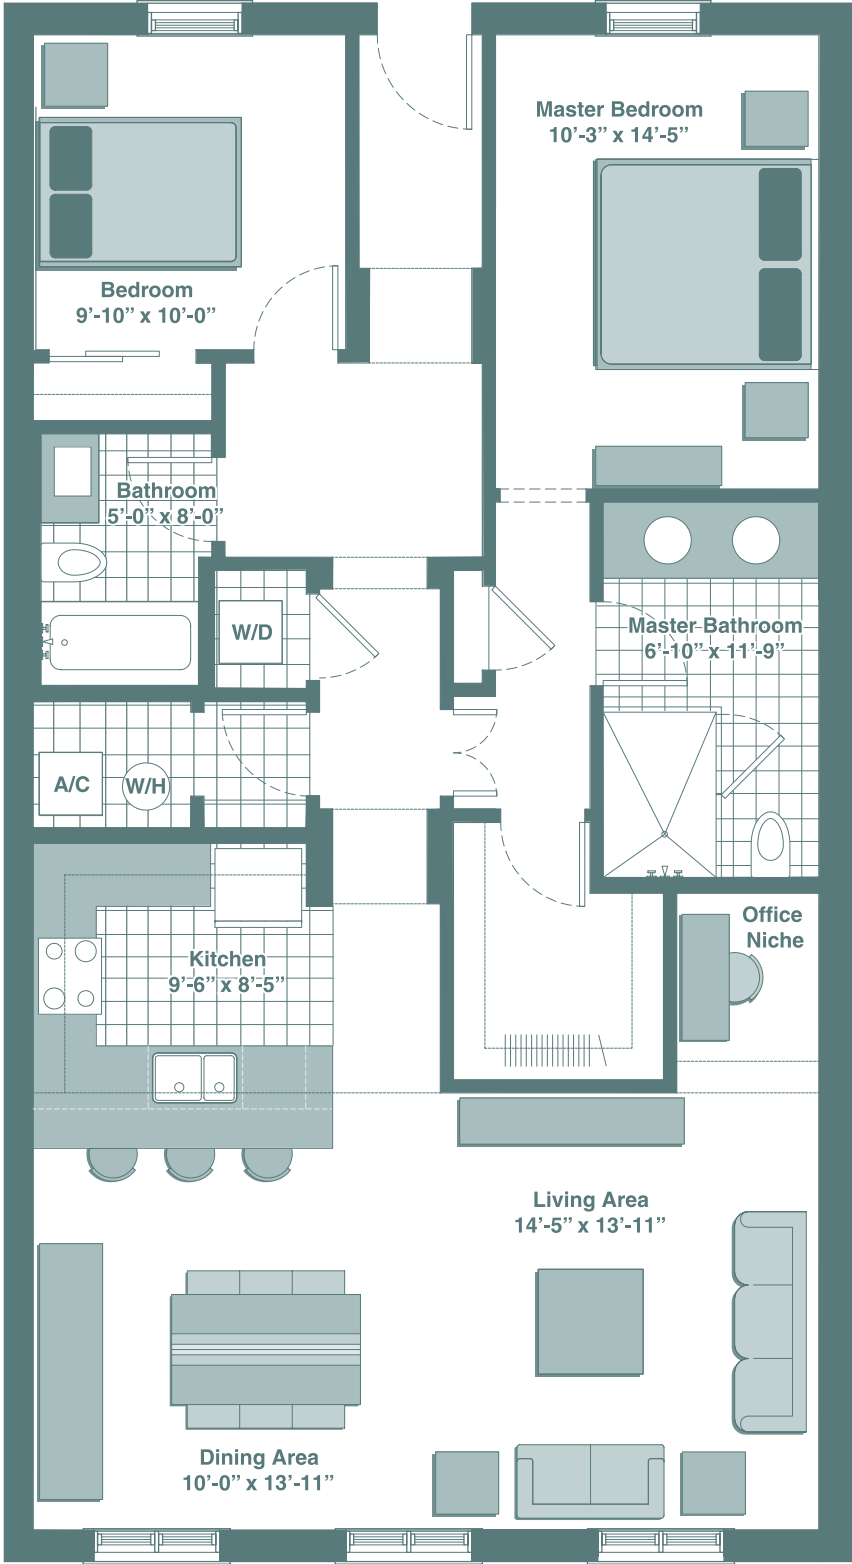 Master Bedroom
10’-3” x 14’-5”
Bedroom
9’-10” x 10’-0”
Bathroom
5’-0” x 8’-0”
W/D
Master Bathroom
6’-10” x 11’-9”
A/C
W/H
Office
Niche
Kitchen
9’-6” x 8’-5”
Living Area
14’-5” x 13’-11”
Dining Area
10’-0” x 13’-11”